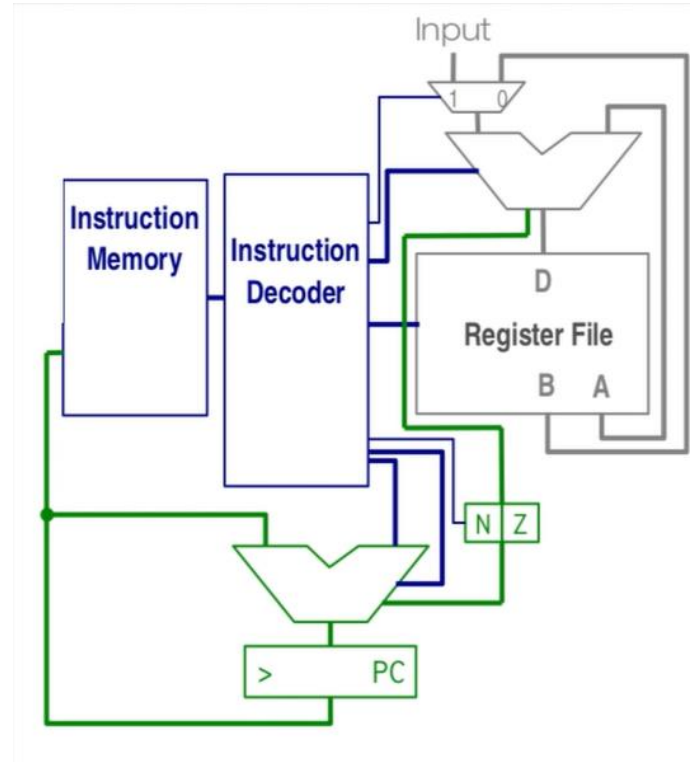 Input
1 0
Instruction
Memory
Instruction
Decoder
D
Register File
B A
N Z
> PC